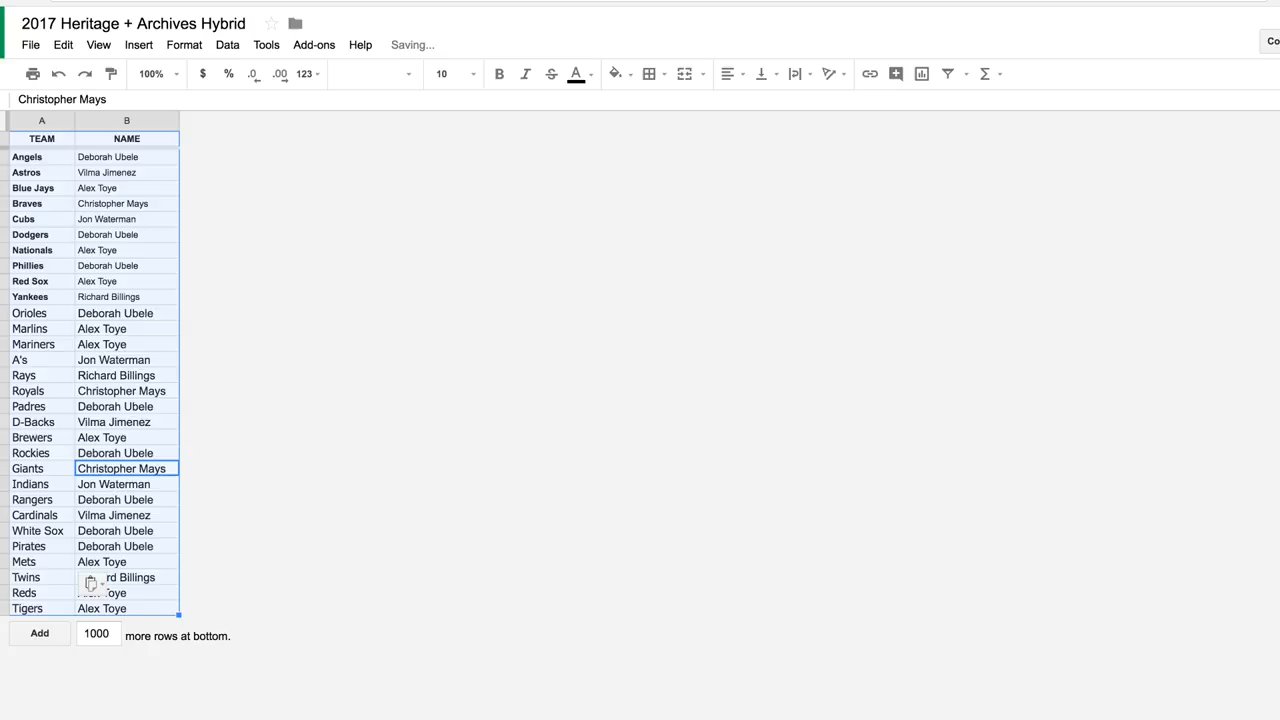 2017 Heritage + Archives Hybrid
File Edit View Insert Format Data Tools Add-ons Help Saving...
100% $ % .0 .00 123 10 B I S A Σ
Christopher Mays
A B
TEAM NAME
Angels Deborah Ubele
Astros Vilma Jimenez
Blue Jays Alex Toye
Braves Christopher Mays
Cubs Jon Waterman
Dodgers Deborah Ubele
Nationals Alex Toye
Phillies Deborah Ubele
Red Sox Alex Toye
Yankees Richard Billings
Orioles Deborah Ubele
Marlins Alex Toye
Mariners Alex Toye
A's Jon Waterman
Rays Richard Billings
Royals Christopher Mays
Padres Deborah Ubele
D-Backs Vilma Jimenez
Brewers Alex Toye
Rockies Deborah Ubele
Giants Christopher Mays
Indians Jon Waterman
Rangers Deborah Ubele
Cardinals Vilma Jimenez
White Sox Deborah Ubele
Pirates Deborah Ubele
Mets Alex Toye
Twins rd Billings
Reds Toye
Tigers Alex Toye
Add 1000 more rows at bottom.